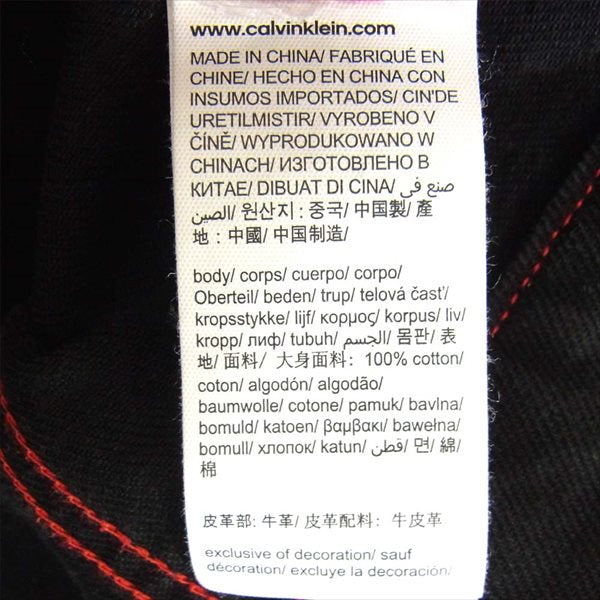 www.calvinklein.com
MADE IN CHINA/ FABRIQUÉ EN
CHINE/ HECHO EN CHINA CON
INSUMOS IMPORTADOS/ CIN'DE
URETILMISTIR/ VYROBENO V
ČÍNĚ/ WYPRODUKOWANO W
CHINACH/ ИЗГОТОВЛЕНО В
КИТАЕ/ DIBUAT DI CINA/ صنع في
الصين/ 원산지 : 중국/ 中国製/ 產
地 : 中國/ 中国制造/
body/ corps/ cuerpo/ corpo/
Oberteil/ beden/ trup/ telová časť/
kropsstykke/ lijf/ κορμος/ korpus/ liv/
kropp/ лиф/ tubuh/ الجسم/ 몸판/ 表
地/ 面料/ 大身面料: 100% cotton/
coton/ algodón/ algodão/
baumwolle/ cotone/ pamuk/ bavlna/
bomuld/ katoen/ βαμβακι/ bawełna/
bomull/ хлопок/ katun/ قطن/ 면/ 綿/
棉
皮革部: 牛革/ 皮革配料: 牛皮革
exclusive of decoration/ sauf
décoration/ excluye la decoración/